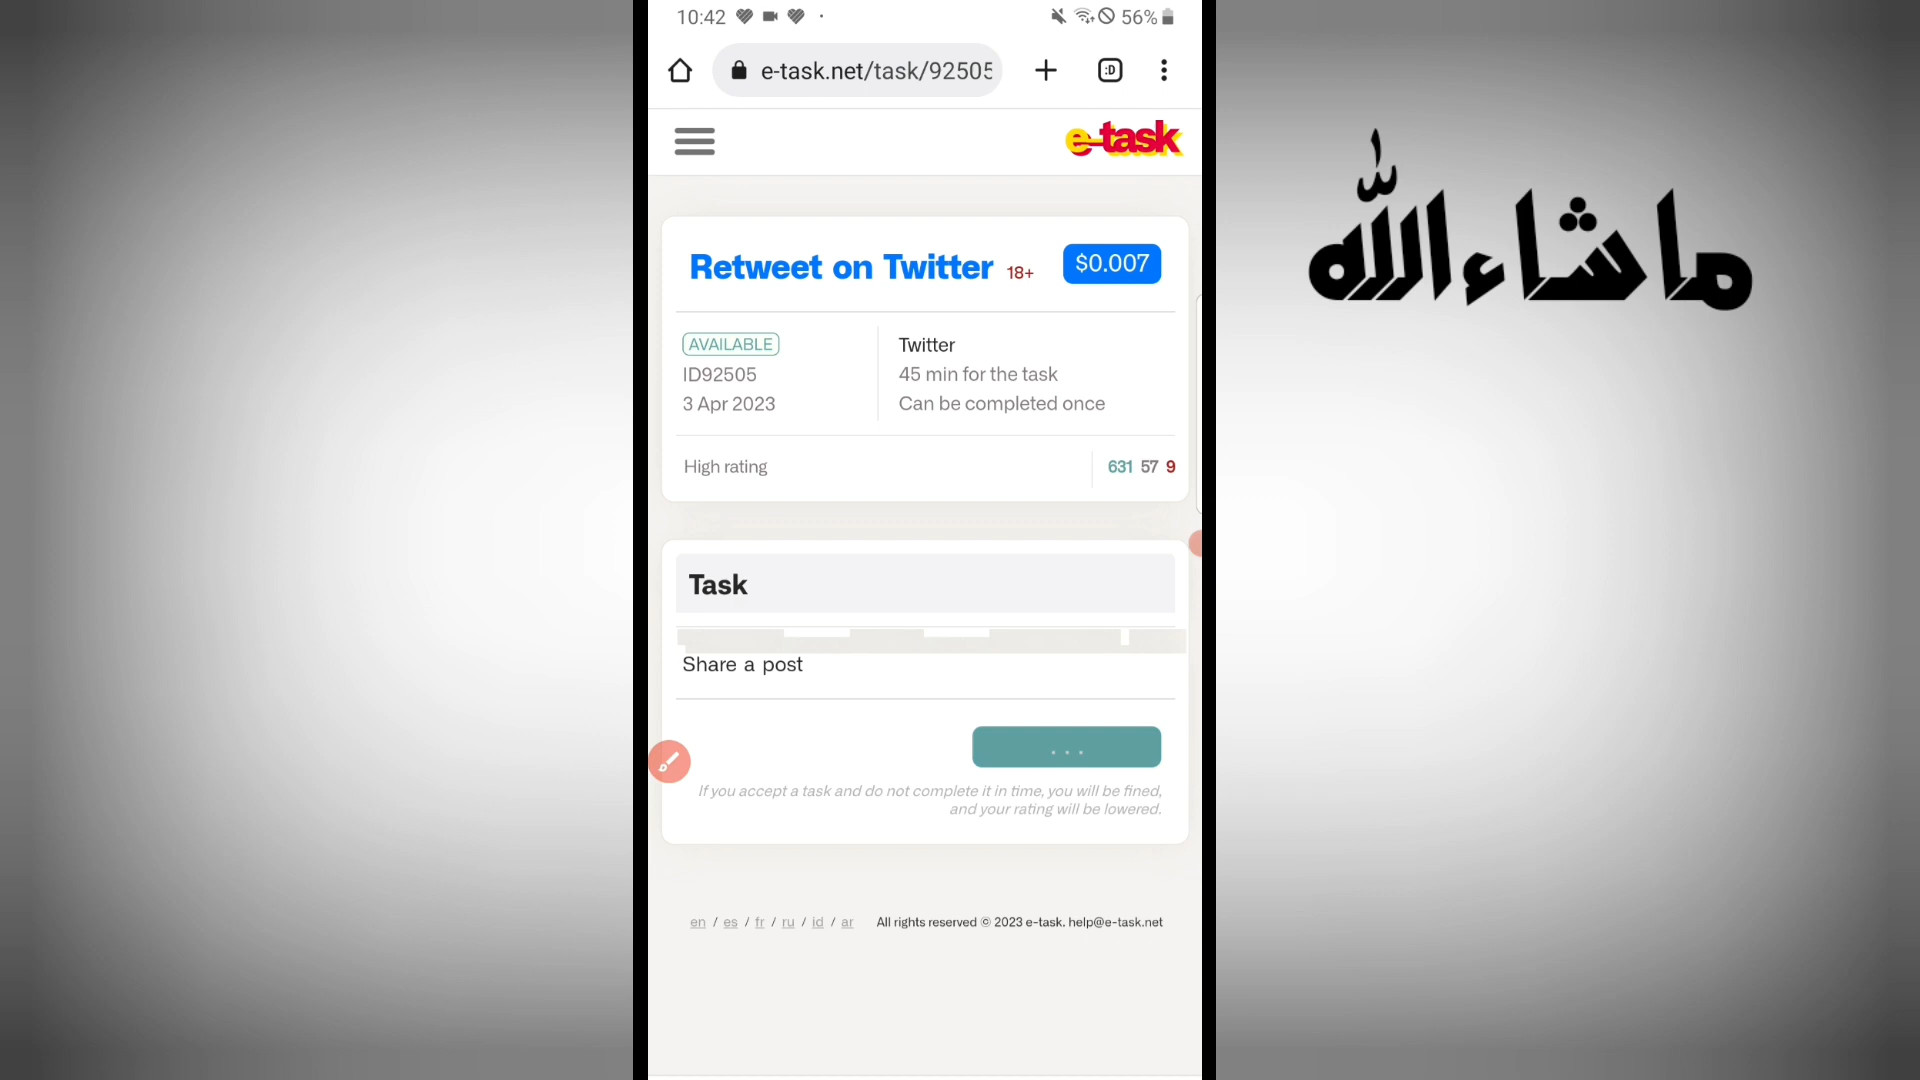 10:42
56%
e-task.net/task/92505
:D
e-task
Retweet on Twitter 18+ $0.007
AVAILABLE
ID92505
3 Apr 2023
Twitter
45 min for the task
Can be completed once
High rating 631 57 9
Task
Share a post
. . .
If you accept a task and do not complete it in time, you will be fined,
and your rating will be lowered.
en / es / fr / ru / id / ar All rights reserved © 2023 e-task. help@e-task.net
ما شاء الله